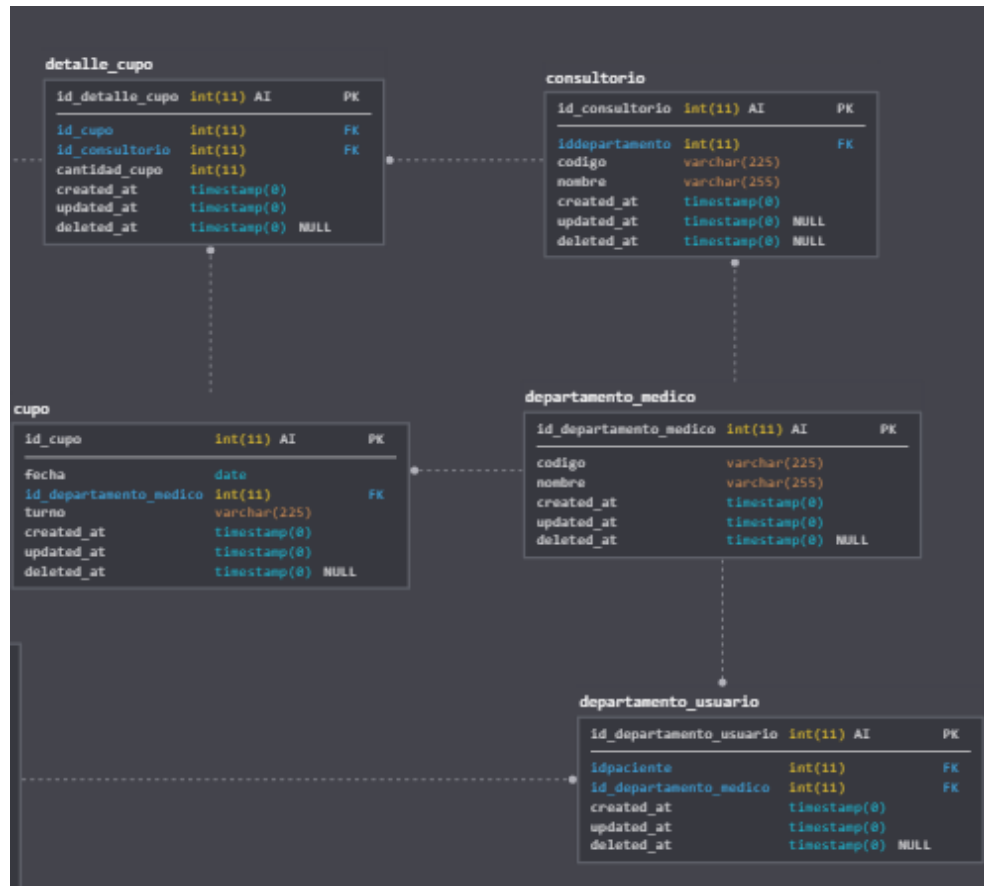 detalle_cupo
id_detalle_cupo int(11) AI PK
id_cupo int(11) FK
id_consultorio int(11) FK
cantidad_cupo int(11)
created_at timestamp(0)
updated_at timestamp(0)
deleted_at timestamp(0) NULL
consultorio
id_consultorio int(11) AI PK
iddepartamento int(11) FK
codigo varchar(225)
nombre varchar(255)
created_at timestamp(0)
updated_at timestamp(0) NULL
deleted_at timestamp(0) NULL
cupo
id_cupo int(11) AI PK
fecha date
id_departamento_medico int(11) FK
turno varchar(225)
created_at timestamp(0)
updated_at timestamp(0)
deleted_at timestamp(0) NULL
departamento_medico
id_departamento_medico int(11) AI PK
codigo varchar(225)
nombre varchar(255)
created_at timestamp(0)
updated_at timestamp(0)
deleted_at timestamp(0) NULL
departamento_usuario
id_departamento_usuario int(11) AI PK
idpaciente int(11) FK
id_departamento_medico int(11) FK
created_at timestamp(0)
updated_at timestamp(0)
deleted_at timestamp(0) NULL